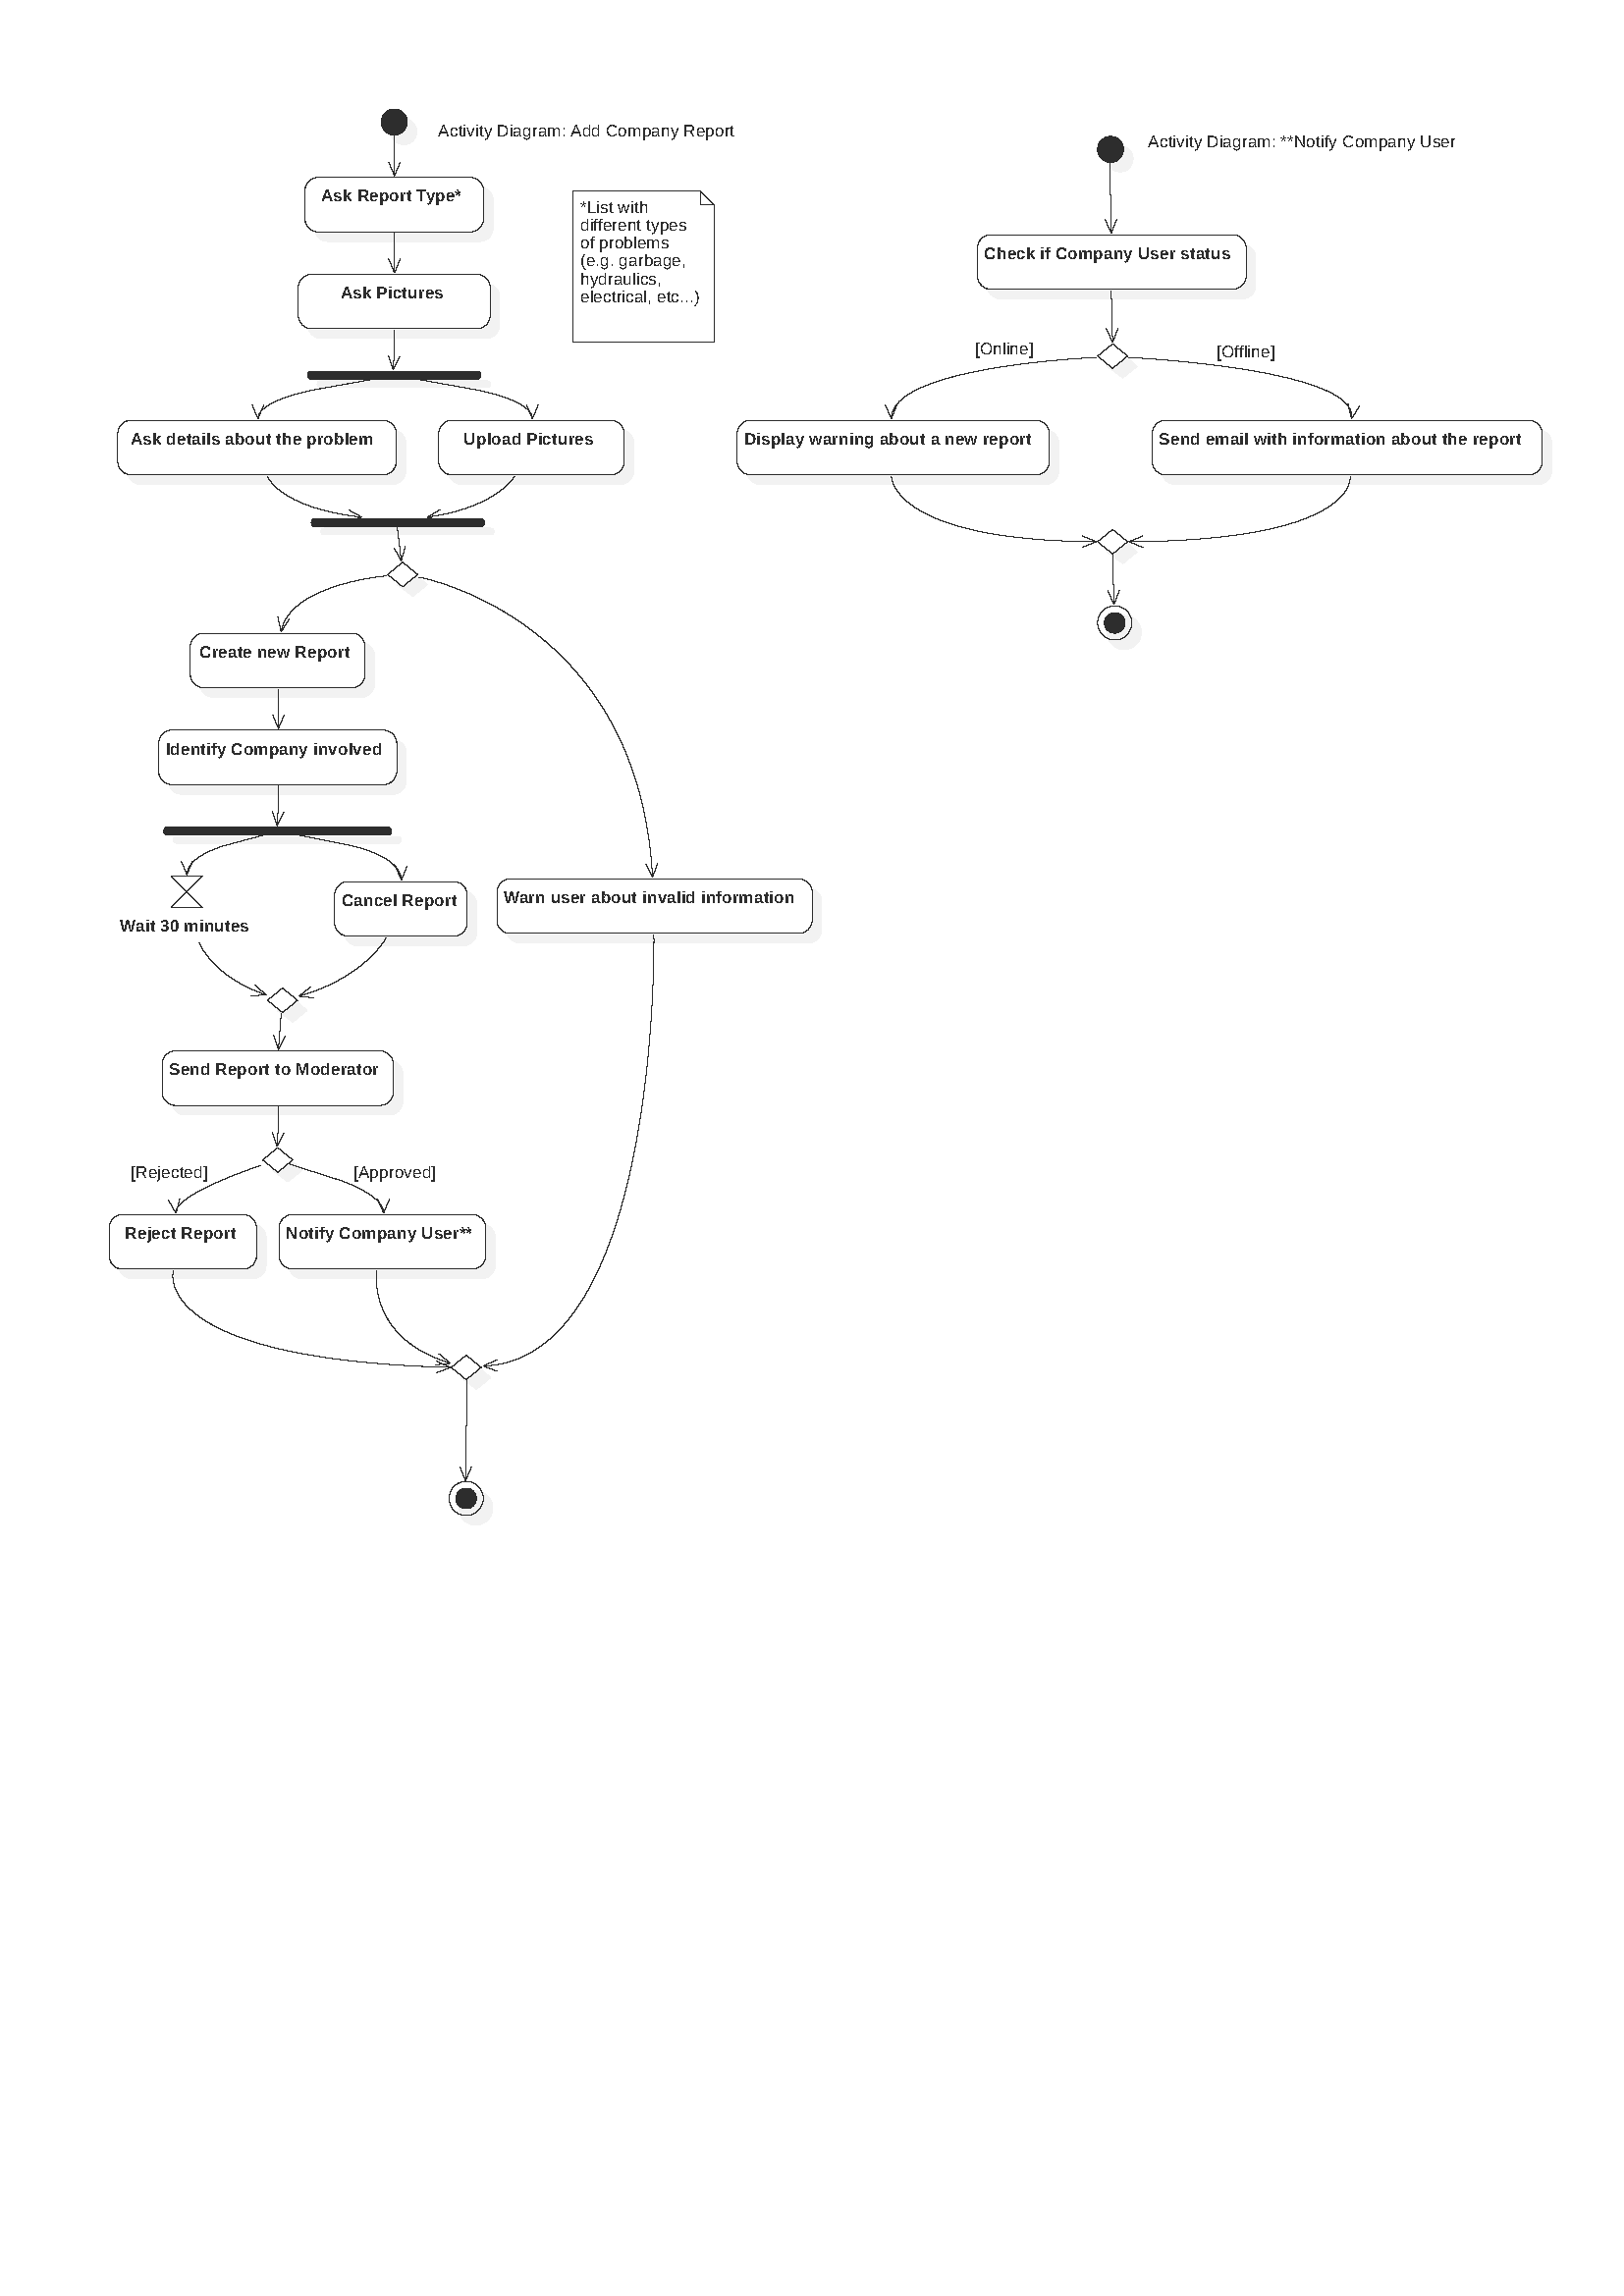 Activity Diagram: Add Company Report
Ask Report Type*
*List with
different types
of problems
(e.g. garbage,
hydraulics,
electrical, etc...)
Ask Pictures
Ask details about the problem
Upload Pictures
Create new Report
Identify Company involved
Wait 30 minutes
Cancel Report
Warn user about invalid information
Send Report to Moderator
[Rejected]
[Approved]
Reject Report
Notify Company User**
Activity Diagram: **Notify Company User
Check if Company User status
[Online]
[Offline]
Display warning about a new report
Send email with information about the report